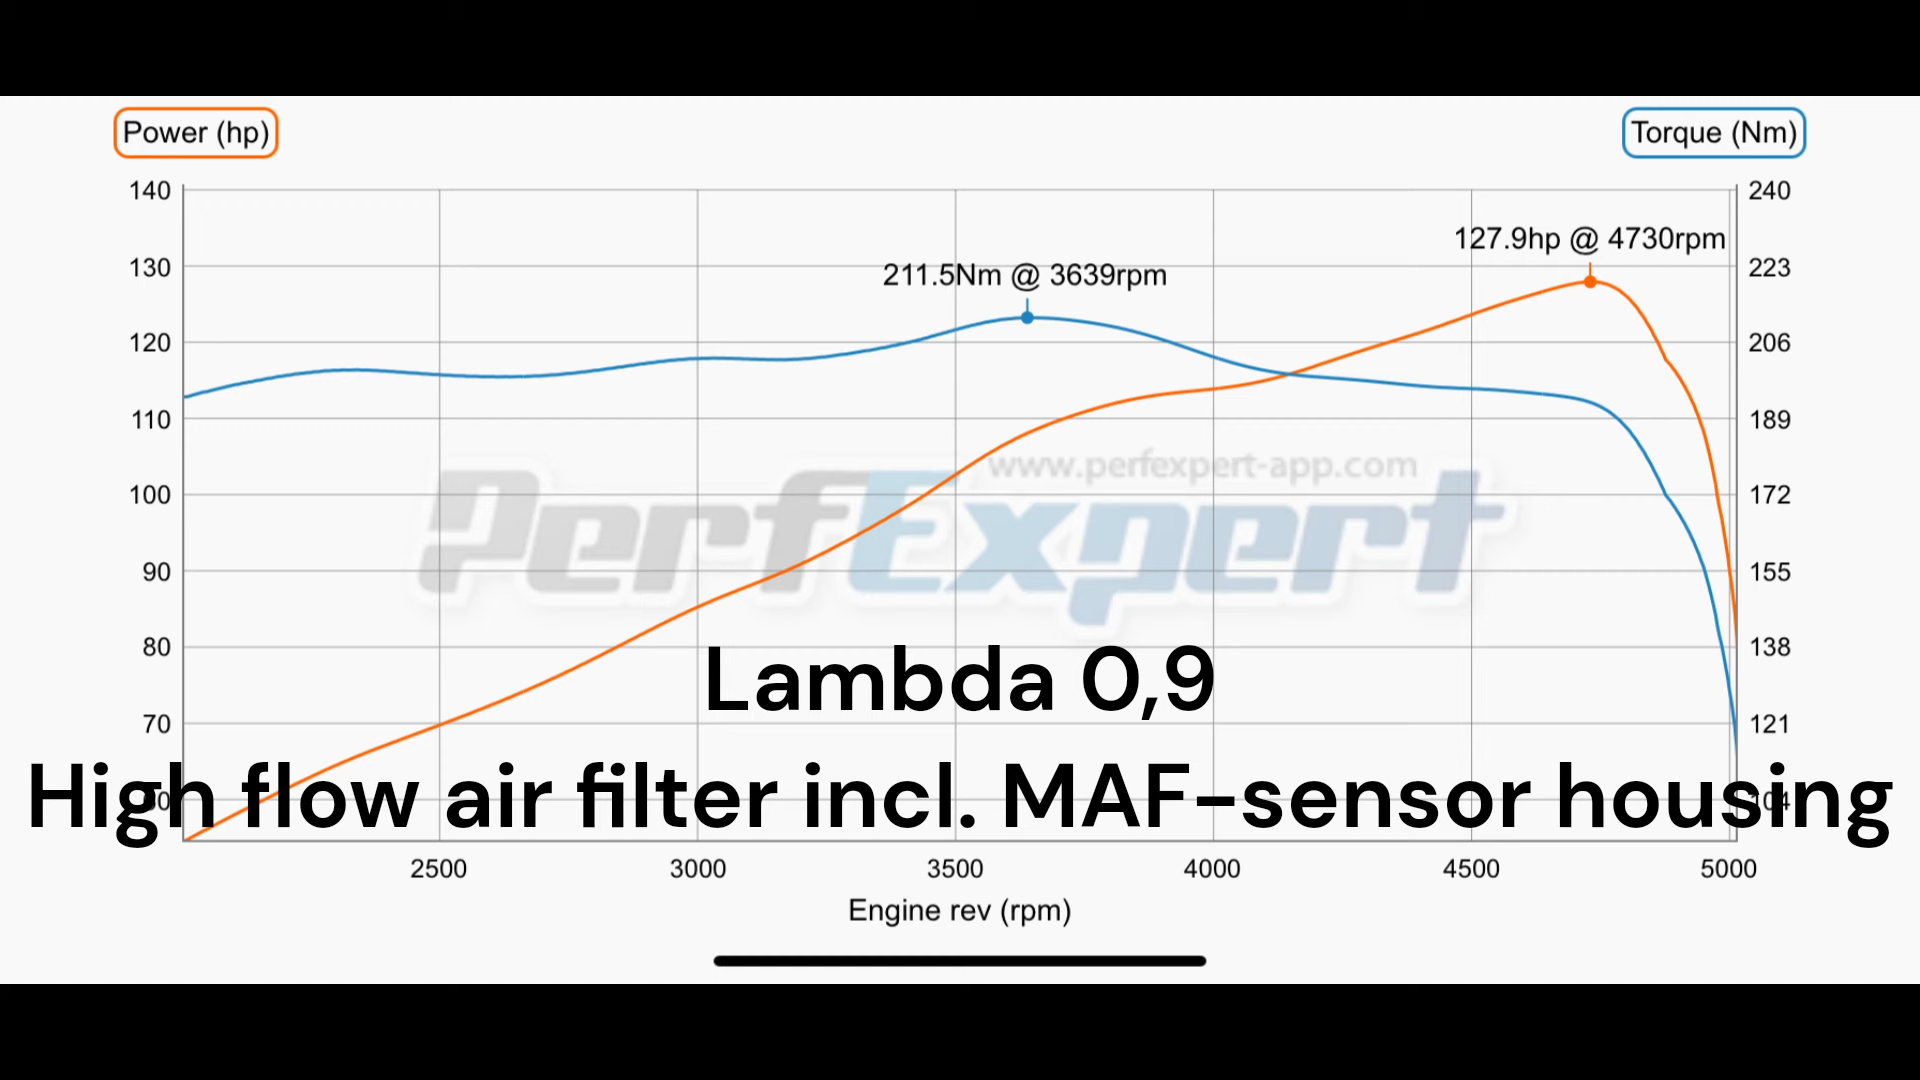 Power (hp)
Torque (Nm)
140
240
127.9hp @ 4730rpm
130
211.5Nm @ 3639rpm
223
120
206
110
189
www.perfexpert-app.com
100
172
PerfExpert
90
155
80
138
Lambda 0,9
70
121
High flow air filter incl. MAF-sensor housing
104
2500
3000
3500
4000
4500
5000
Engine rev (rpm)